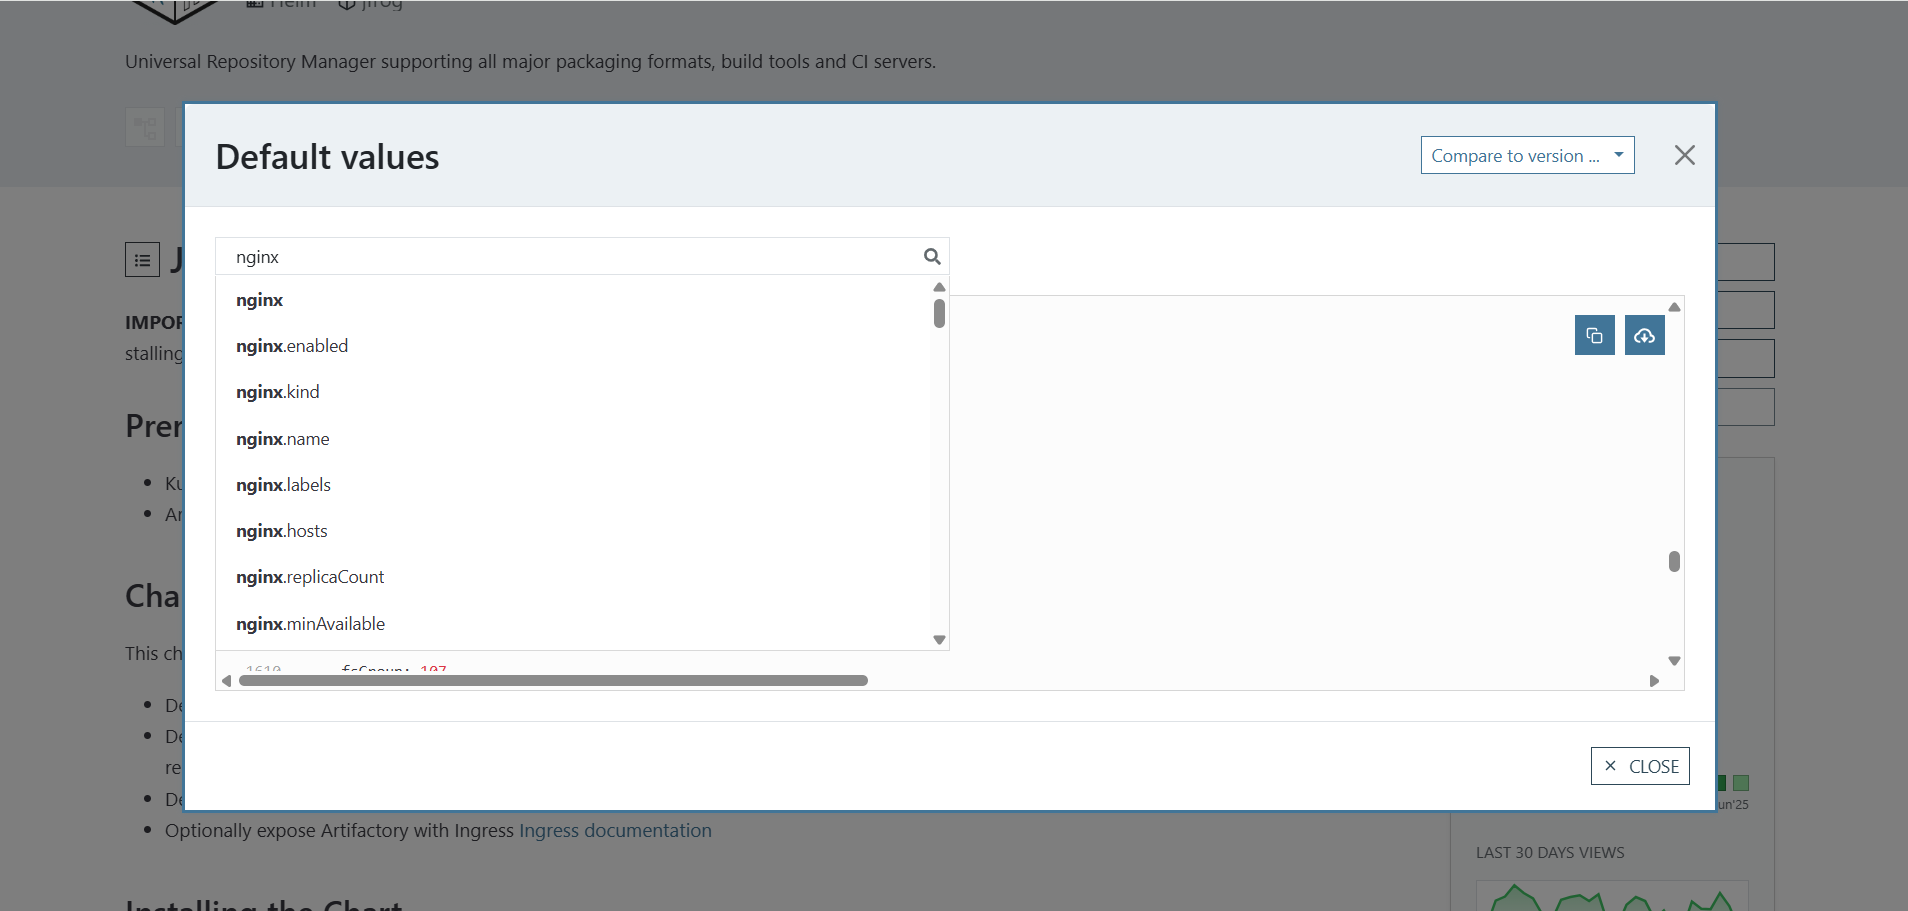 Helm jfrog
Universal Repository Manager supporting all major packaging formats, build tools and CI servers.
Default values
Compare to version ...
nginx
nginx
nginx.enabled
nginx.kind
nginx.name
nginx.labels
nginx.hosts
nginx.replicaCount
nginx.minAvailable
1610 fsGroup: 107
CLOSE
J
IMPOR
stalling
Prer
Ku
Ar
Cha
This ch
De
De
re
De
Optionally expose Artifactory with Ingress Ingress documentation
Installing the Chart
un'25
LAST 30 DAYS VIEWS